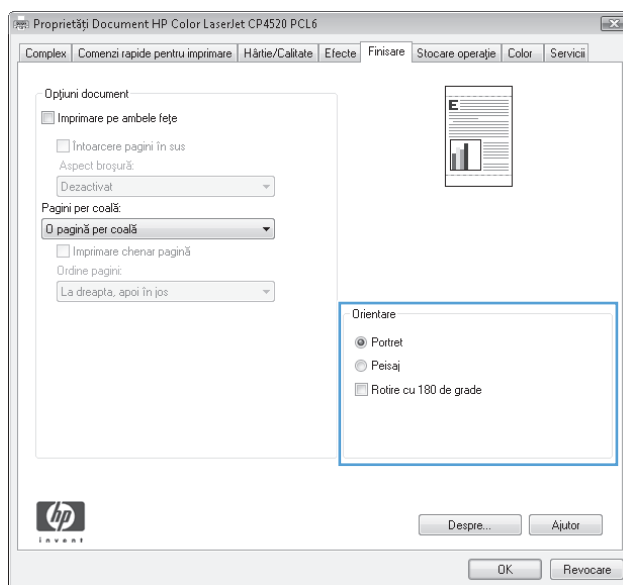 Proprietăți Document HP Color LaserJet CP4520 PCL6
Complex Comenzi rapide pentru imprimare Hârtie/Calitate Efecte Finisare Stocare operație Color Servicii
Opțiuni document
Imprimare pe ambele fețe
Întoarcere pagini în sus
Aspect broșură:
Dezactivat
Pagini per coală:
O pagină per coală
Imprimare chenar pagină
Ordine pagini:
La dreapta, apoi în jos
E
Orientare
Portret
Peisaj
Rotire cu 180 de grade
hp
invent
Despre... Ajutor
OK Revocare